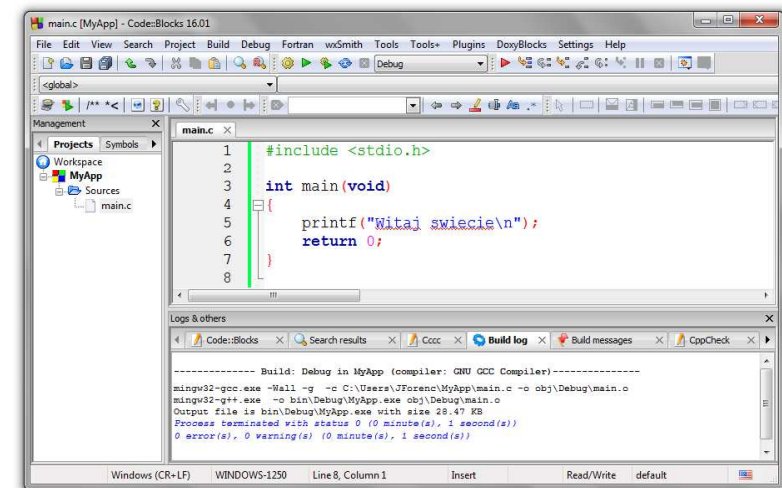 main.c [MyApp] - Code::Blocks 16.01
File Edit View Search Project Build Debug Fortran wxSmith Tools Tools+ Plugins DoxyBlocks Settings Help
Debug
<global>
/** *<
Management
main.c
Projects Symbols
Workspace
MyApp
Sources
main.c
1 #include <stdio.h>
2
3 int main(void)
4 {
5 printf("Witaj swiecie\n");
6 return 0;
7 }
8
Logs & others
Code::Blocks Search results Cccc Build log Build messages CppCheck
-------------- Build: Debug in MyApp (compiler: GNU GCC Compiler)---------------
mingw32-gcc.exe -Wall -g -c C:\Users\JForenc\MyApp\main.c -o obj\Debug\main.o
mingw32-g++.exe -o bin\Debug\MyApp.exe obj\Debug\main.o
Output file is bin\Debug\MyApp.exe with size 28.47 KB
Process terminated with status 0 (0 minute(s), 1 second(s))
0 error(s), 0 warning(s) (0 minute(s), 1 second(s))
Windows (CR+LF) WINDOWS-1250 Line 8, Column 1 Insert Read/Write default